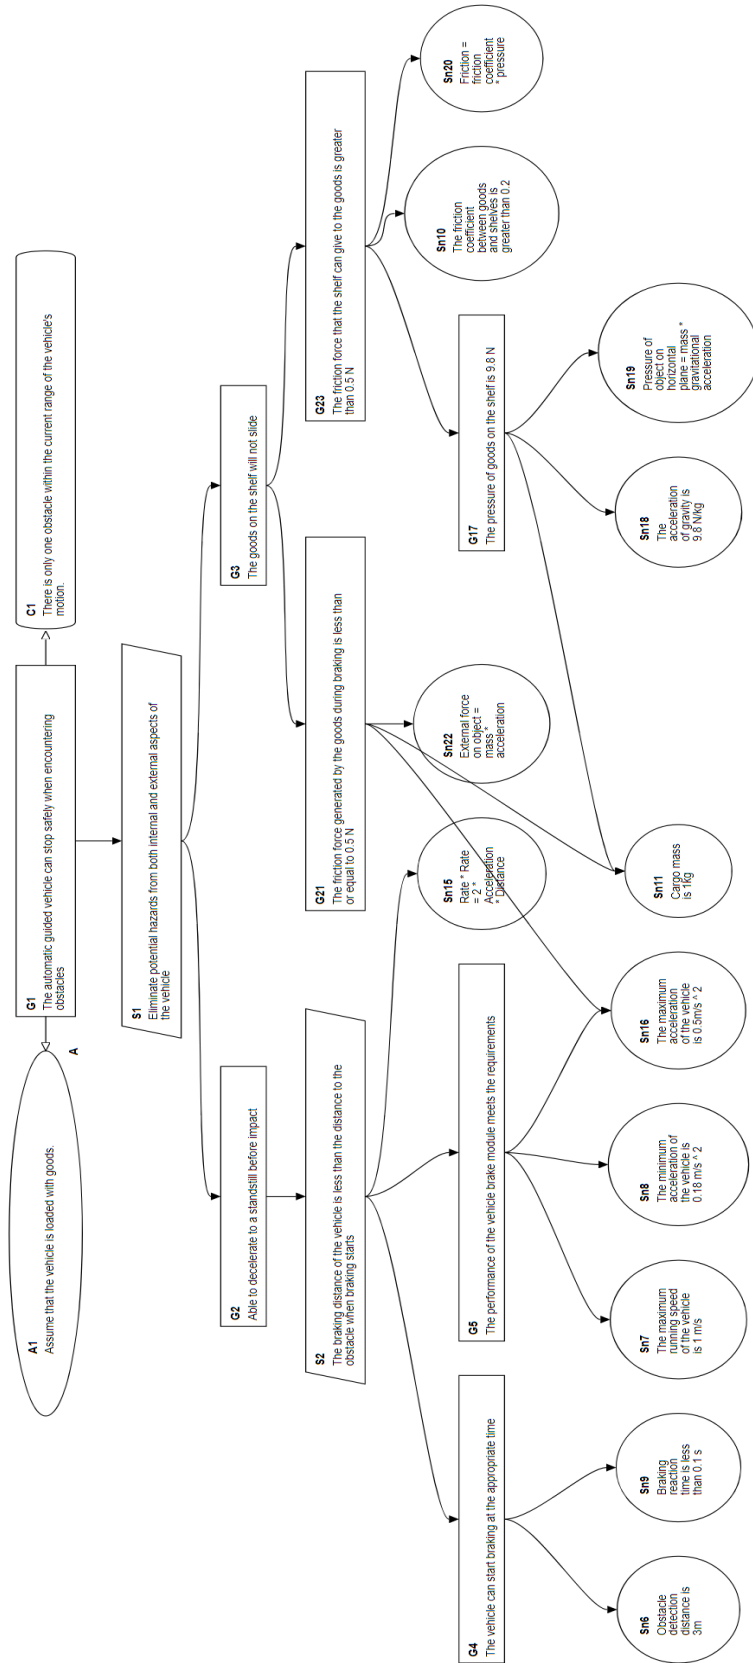 A1
Assume that the vehicle is loaded with goods.
A
G1
The automatic guided vehicle can stop safely when encountering
obstacles
C1
There is only one obstacle within the current range of the vehicle's
motion.
S1
Eliminate potential hazards from both internal and external aspects of
the vehicle
G2
Able to decelerate to a standstill before impact
G3
The goods on the shelf will not slide
S2
The braking distance of the vehicle is less than the distance to the
obstacle when braking starts
G21
The friction force generated by the goods during braking is less than
or equal to 0.5 N
G23
The friction force that the shelf can give to the goods is greater
than 0.5 N
G4
The vehicle can start braking at the appropriate time
G5
The performance of the vehicle brake module meets the requirements
Sn15
Rate * Rate
= 2 *
Acceleration
* Distance
Sn22
External force
on object =
mass *
acceleration
G17
The pressure of goods on the shelf is 9.8 N
Sn10
The friction
coefficient
between goods
and shelves is
greater than 0.2
Sn20
Friction =
friction
coefficient
* pressure
Sn6
Obstacle
detection
distance is
3m
Sn9
Braking
reaction
time is less
than 0.1 s
Sn7
The maximum
running speed
of the vehicle
is 1 m/s
Sn8
The minimum
acceleration of
the vehicle is
0.18 m/s ^ 2
Sn16
The maximum
acceleration
of the vehicle
is 0.5m/s ^ 2
Sn11
Cargo mass
is 1kg
Sn18
The
acceleration
of gravity is
9.8 N/kg
Sn19
Pressure of
object on
horizontal
plane = mass *
gravitational
acceleration